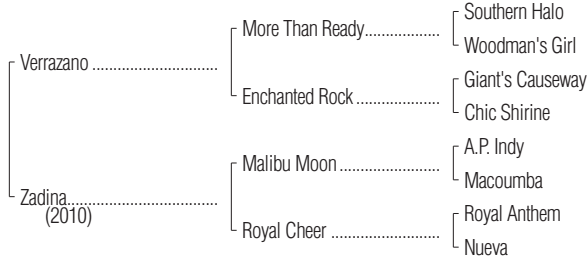 Southern Halo
More Than Ready..................
Woodman's Girl
Verrazano ..............................
Giant's Causeway
Enchanted Rock ....................
Chic Shirine
A.P. Indy
Malibu Moon ........................
Macoumba
Zadina....................................
(2010)
Royal Anthem
Royal Cheer ..........................
Nueva